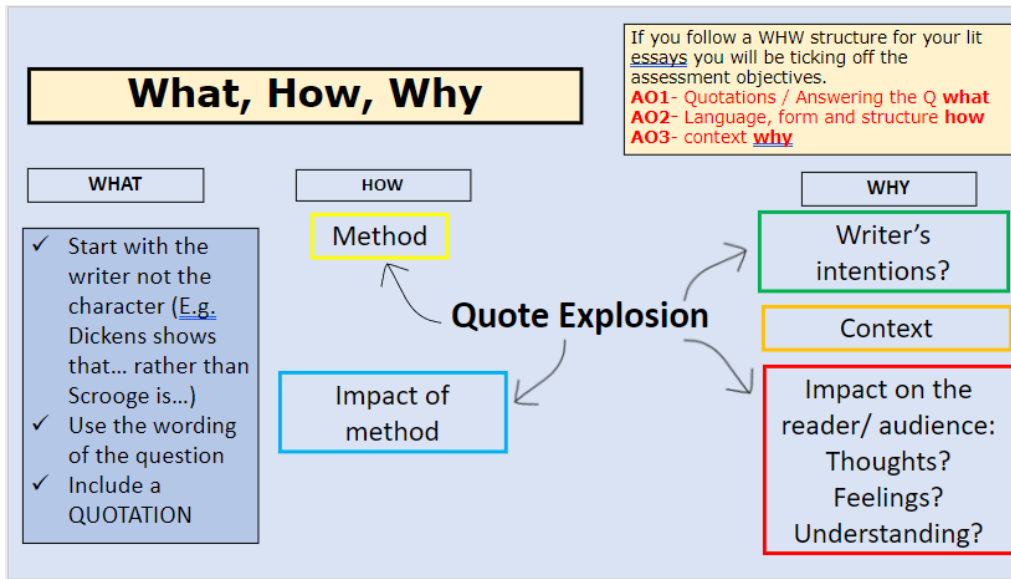 What, How, Why
If you follow a WHW structure for your lit
essays you will be ticking off the
assessment objectives.
AO1- Quotations / Answering the Q what
AO2- Language, form and structure how
AO3- context why
WHAT
✓ Start with the
writer not the
character (E.g.
Dickens shows
that... rather than
Scrooge is...)
✓ Use the wording
of the question
✓ Include a
QUOTATION
HOW
Method
Impact of
method
Quote Explosion
WHY
Writer's
intentions?
Context
Impact on the
reader/ audience:
Thoughts?
Feelings?
Understanding?